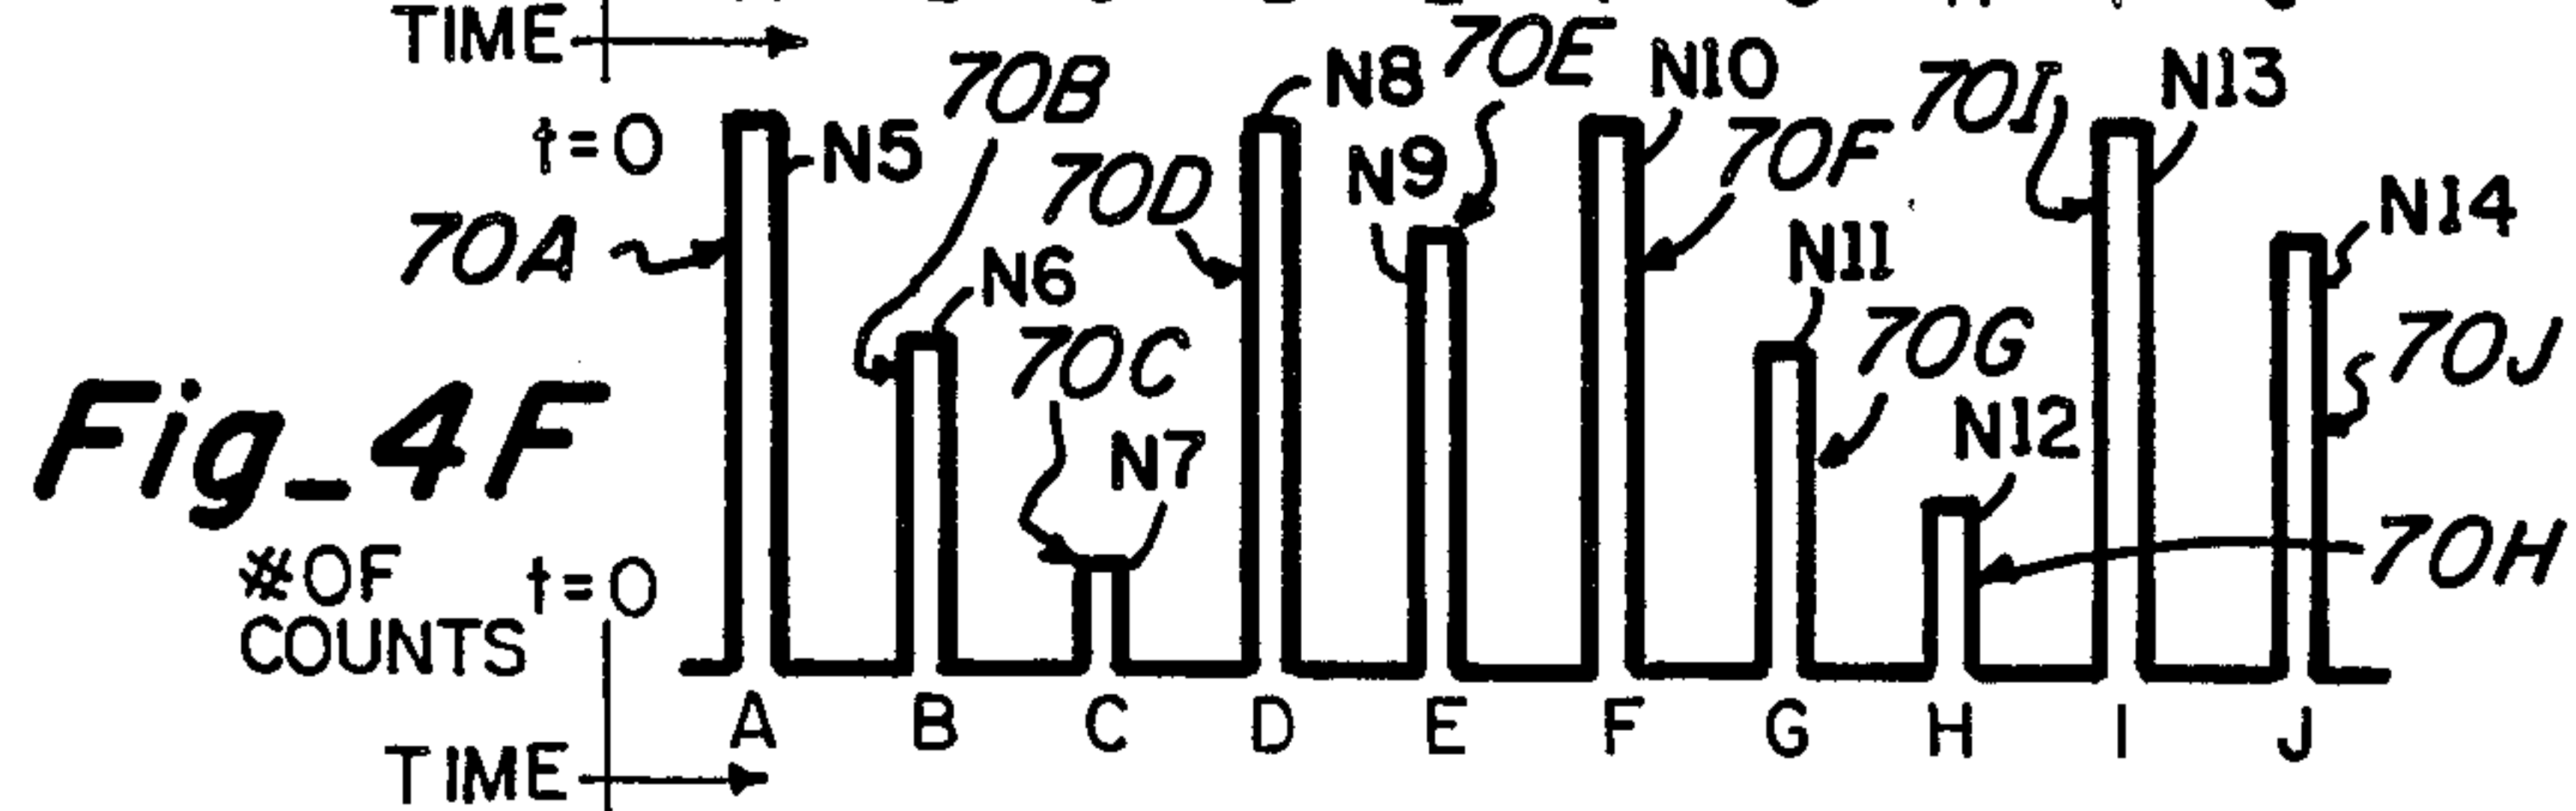 TIME
t=0
70A
N5
70B
N6
70C
N7
70D
N8
N9
70E
N10
70F
N11
70G
N12
70I
N13
N14
70J
70H
Fig_4F
#OF
COUNTS
t=0
A B C D E F G H I J
TIME